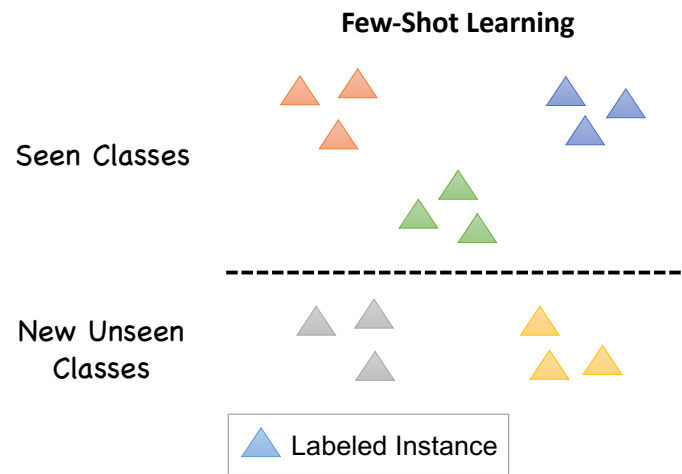 Few-Shot Learning
Seen Classes
New Unseen
Classes
Labeled Instance